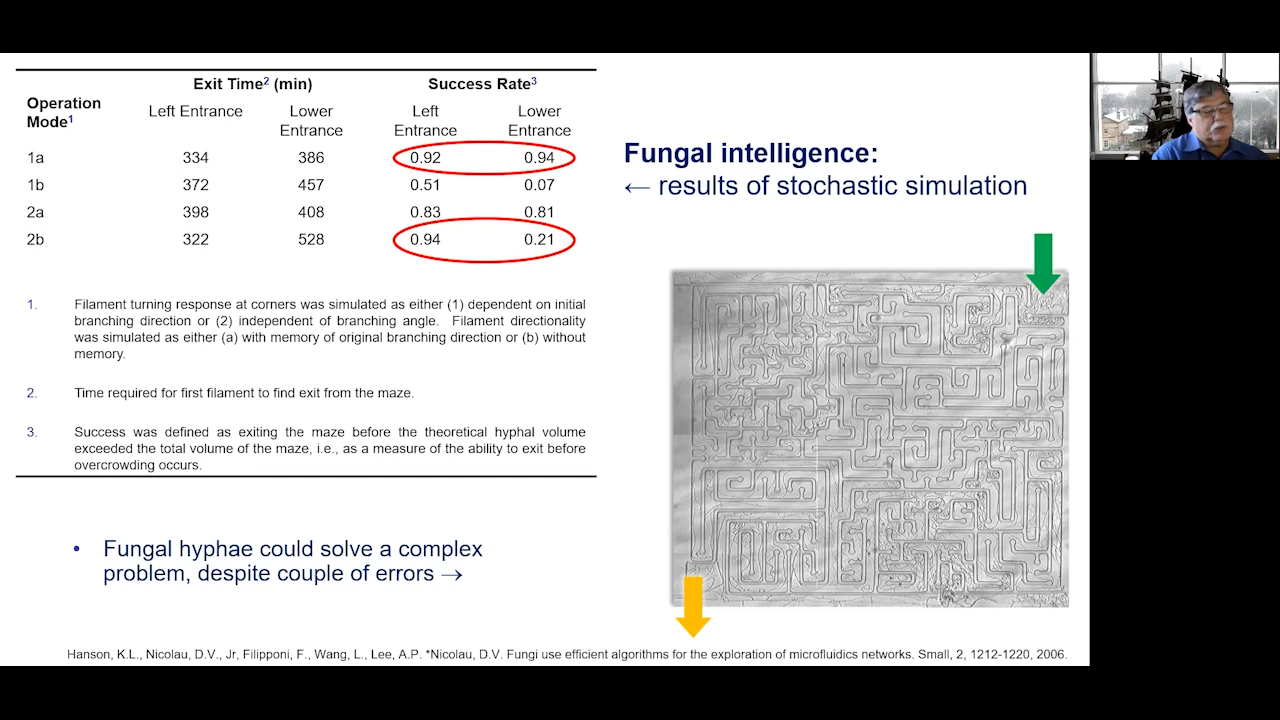 Exit Time2 (min) Success Rate3
Operation Mode1 Left Entrance Lower Entrance Left Entrance Lower Entrance
1a 334 386 0.92 0.94
1b 372 457 0.51 0.07
2a 398 408 0.83 0.81
2b 322 528 0.94 0.21
1. Filament turning response at corners was simulated as either (1) dependent on initial
branching direction or (2) independent of branching angle. Filament directionality
was simulated as either (a) with memory of original branching direction or (b) without
memory.
2. Time required for first filament to find exit from the maze.
3. Success was defined as exiting the maze before the theoretical hyphal volume
exceeded the total volume of the maze, i.e., as a measure of the ability to exit before
overcrowding occurs.
• Fungal hyphae could solve a complex
problem, despite couple of errors →
Fungal intelligence:
← results of stochastic simulation
Hanson, K.L., Nicolau, D.V., Jr, Filipponi, F., Wang, L., Lee, A.P. *Nicolau, D.V. Fungi use efficient algorithms for the exploration of microfluidics networks. Small, 2, 1212-1220, 2006.